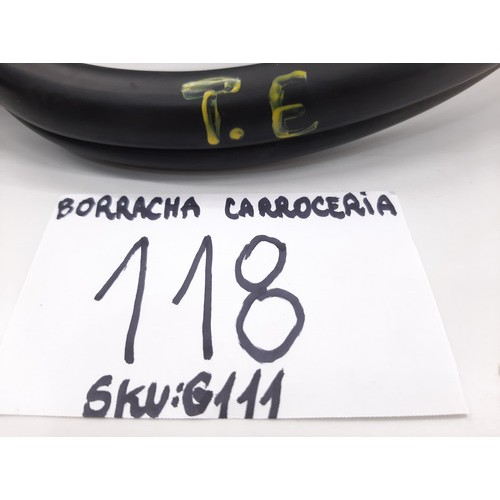 T.E
BORRACHA CARROCERiA
118
SKU:G111